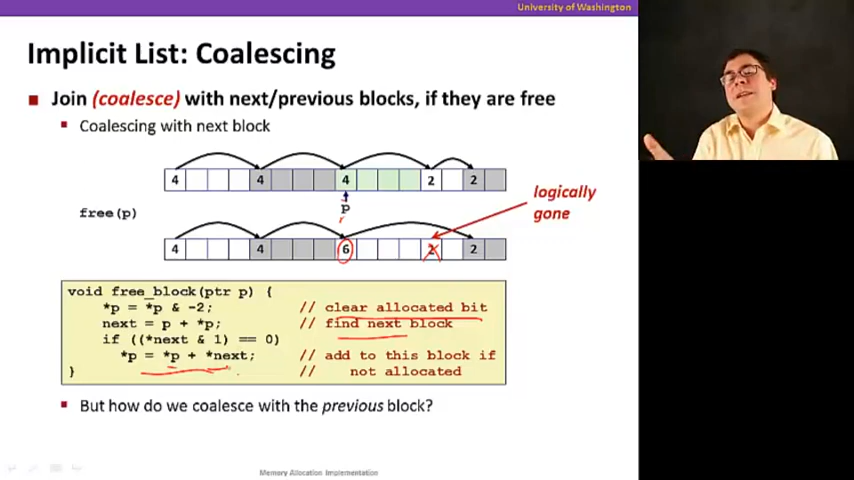 University of Washington
Implicit List: Coalescing
Join (coalesce) with next/previous blocks, if they are free
Coalescing with next block
4 4 4 2 2
p
logically
gone
free(p)
4 4 6 2 2
void free_block(ptr p) {
*p = *p & -2; // clear allocated bit
next = p + *p; // find next block
if ((*next & 1) == 0)
*p = *p + *next; // add to this block if
} // not allocated
But how do we coalesce with the previous block?
Memory Allocation Implementation